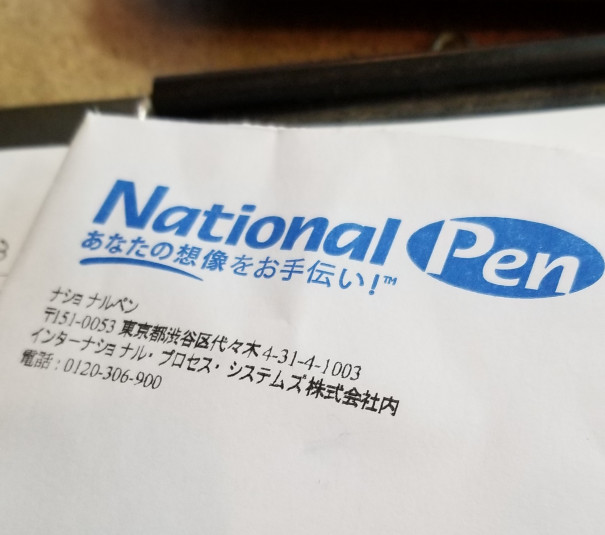 National Pen
あなたの想像をお手伝い!™
ナショナルペン
〒151-0053 東京都渋谷区代々木4-31-4-1003
インターナショナル・プロセス・システムズ株式会社内
電話:0120-306-900